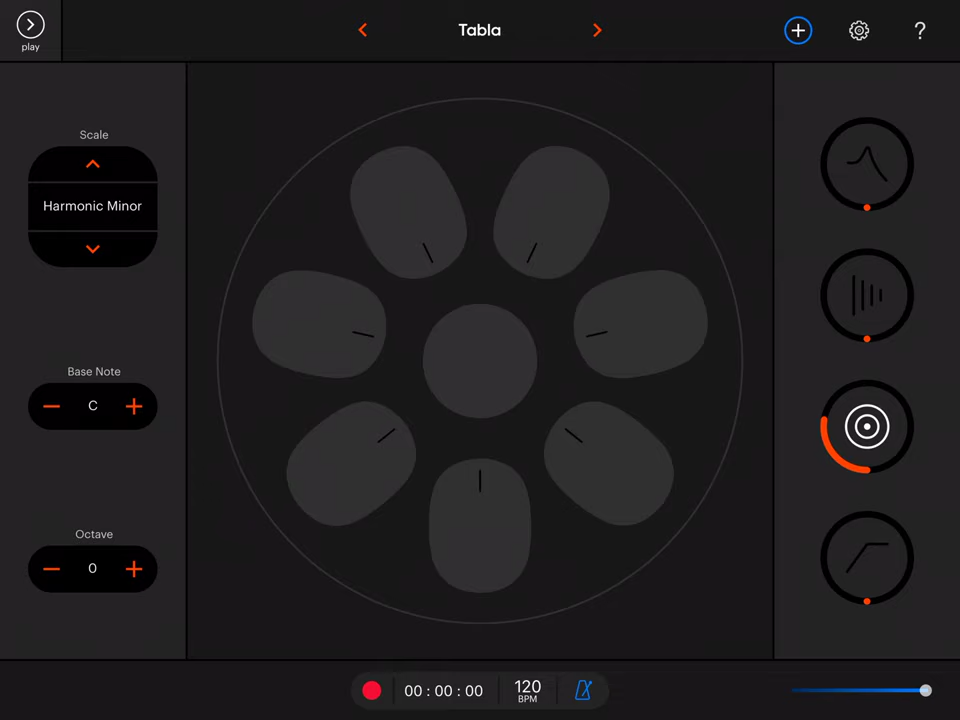 play
Tabla
?
Scale
Harmonic Minor
Base Note
C
Octave
0
00 : 00 : 00
120
BPM